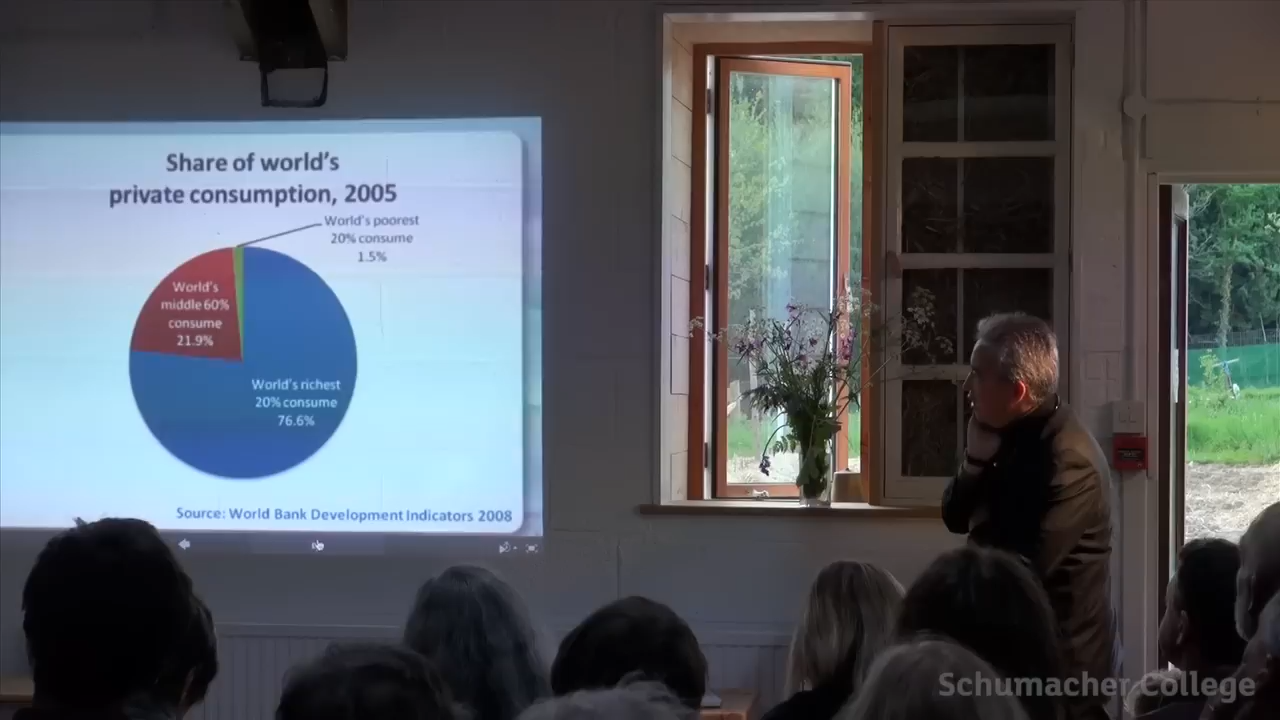 Share of world's
private consumption, 2005
World's poorest
20% consume
1.5%
World's
middle 60%
consume
21.9%
World's richest
20% consume
76.6%
Source: World Bank Development Indicators 2008
Schumacher College